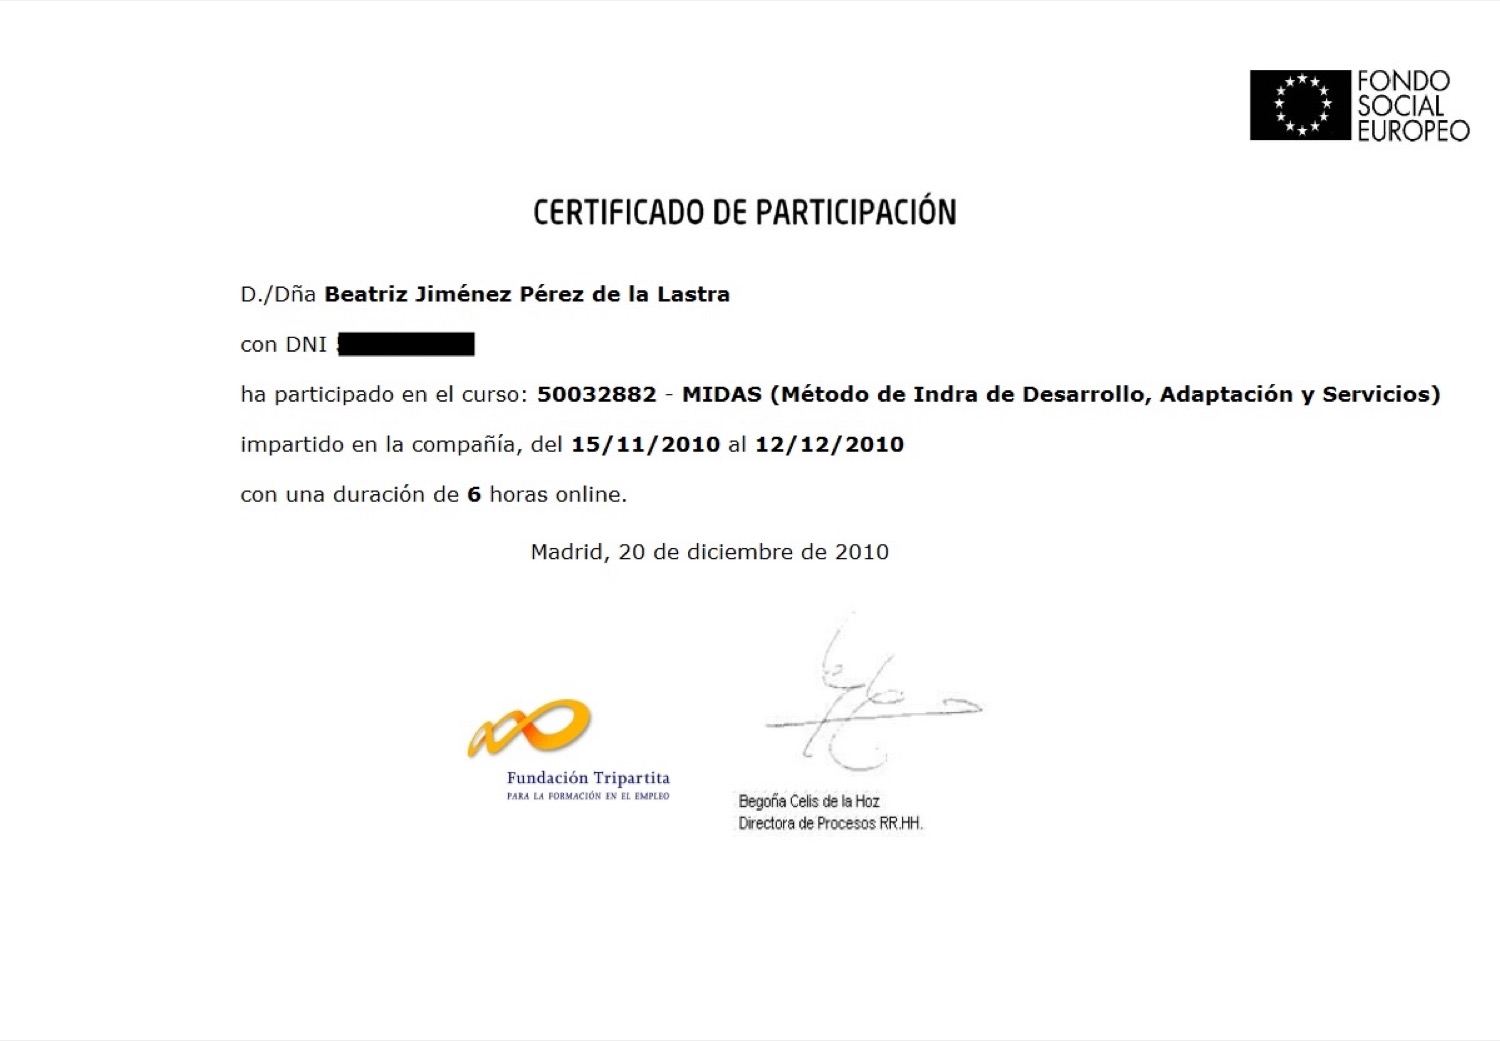 FONDO
SOCIAL
EUROPEO
CERTIFICADO DE PARTICIPACIÓN
D./Dña Beatriz Jiménez Pérez de la Lastra
con DNI
ha participado en el curso: 50032882 - MIDAS (Método de Indra de Desarrollo, Adaptación y Servicios)
impartido en la compañía, del 15/11/2010 al 12/12/2010
con una duración de 6 horas online.
Madrid, 20 de diciembre de 2010
Fundación Tripartita
PARA LA FORMACIÓN EN EL EMPLEO
Begoña Celis de la Hoz
Directora de Procesos RR.HH.